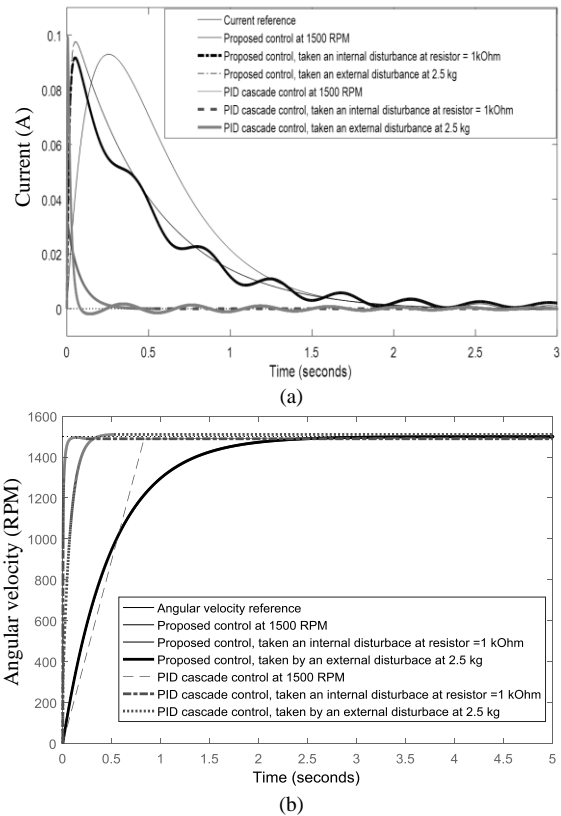 0.1
0.08
0.06
0.04
0.02
0
Current (A)
Current reference
Proposed control at 1500 RPM
Proposed control, taken an internal disturbance at resistor = 1kOhm
Proposed control, taken an external disturbance at 2.5 kg
PID cascade control at 1500 RPM
PID cascade control, taken an internal disturbance at resistor = 1kOhm
PID cascade control, taken an external disturbance at 2.5 kg
0 0.5 1 1.5 2 2.5 3
Time (seconds)
(a)
1600
1400
1200
1000
800
600
400
200
0
Angular velocity (RPM)
Angular velocity reference
Proposed control at 1500 RPM
Proposed control, taken an internal disturbace at resistor =1 kOhm
Proposed control, taken by an external disturbace at 2.5 kg
PID cascade control at 1500 RPM
PID cascade control, taken an internal disturbace at resistor =1 kOhm
PID cascade control, taken by an external disturbace at 2.5 kg
0 0.5 1 1.5 2 2.5 3 3.5 4 4.5 5
Time (seconds)
(b)